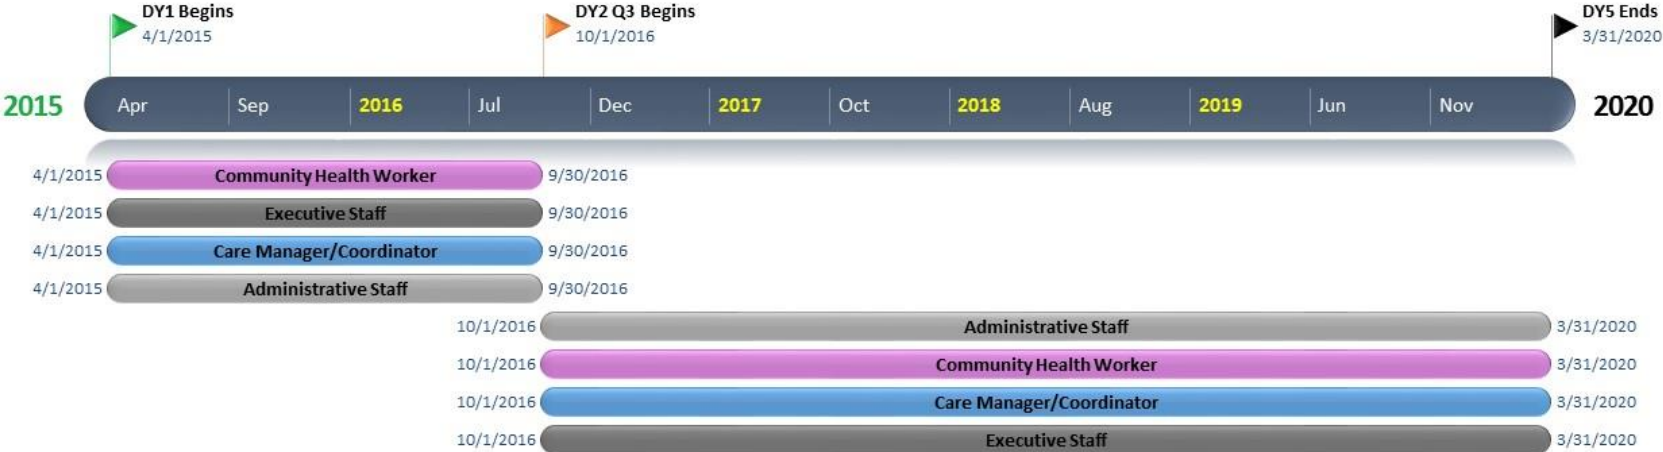 DY1 Begins
4/1/2015
DY2 Q3 Begins
10/1/2016
DY5 Ends
3/31/2020
2015 Apr Sep 2016 Jul Dec 2017 Oct 2018 Aug 2019 Jun Nov 2020
4/1/2015 Community Health Worker 9/30/2016
4/1/2015 Executive Staff 9/30/2016
4/1/2015 Care Manager/Coordinator 9/30/2016
4/1/2015 Administrative Staff 9/30/2016
10/1/2016 Administrative Staff 3/31/2020
10/1/2016 Community Health Worker 3/31/2020
10/1/2016 Care Manager/Coordinator 3/31/2020
10/1/2016 Executive Staff 3/31/2020